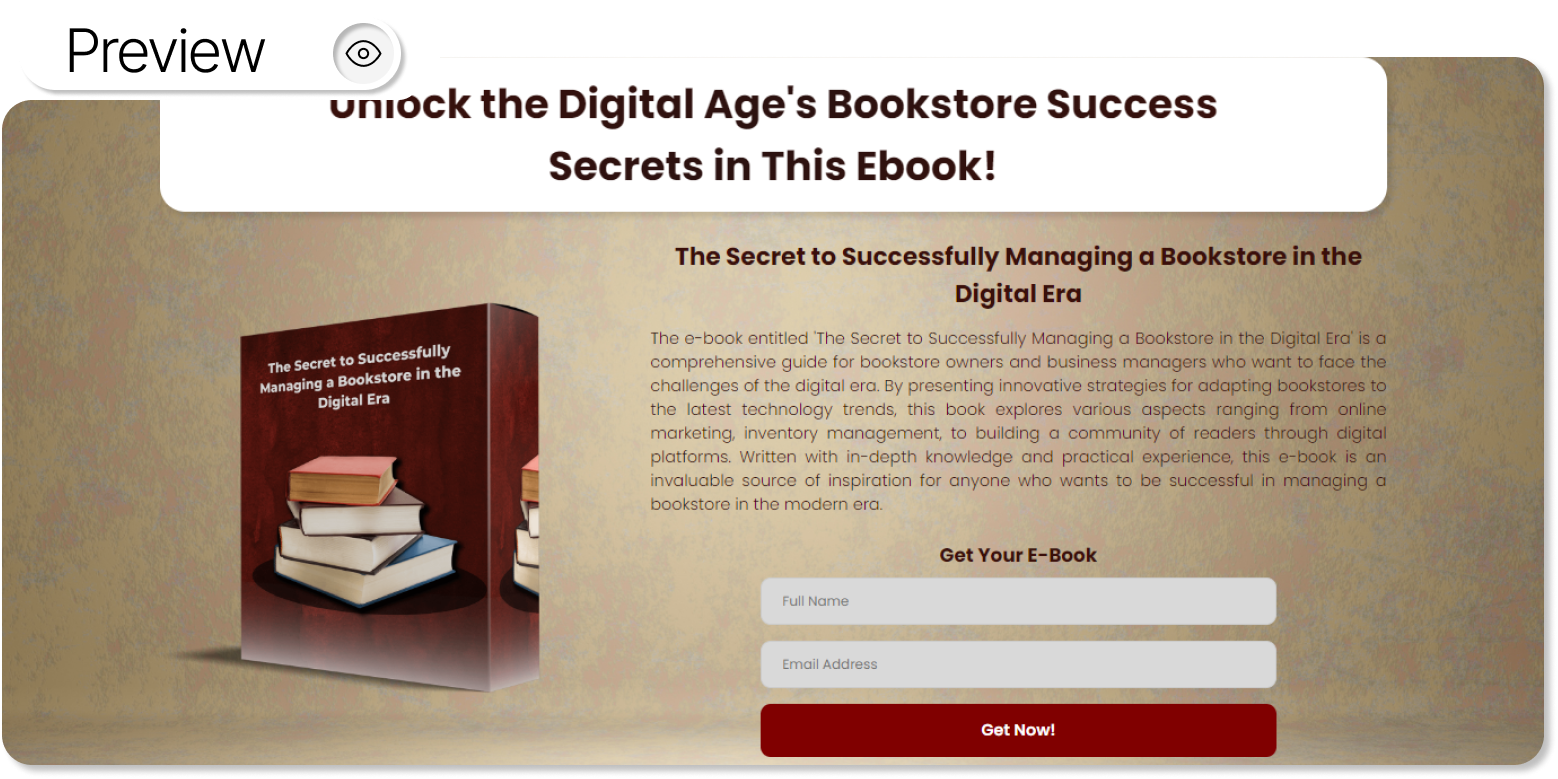 Preview
Unlock the Digital Age's Bookstore Success
Secrets in This Ebook!
The Secret to Successfully Managing a Bookstore in the
Digital Era
The e-book entitled 'The Secret to Successfully Managing a Bookstore in the Digital Era' is a
comprehensive guide for bookstore owners and business managers who want to face the
challenges of the digital era. By presenting innovative strategies for adapting bookstores to
the latest technology trends, this book explores various aspects ranging from online
marketing, inventory management, to building a community of readers through digital
platforms. Written with in-depth knowledge and practical experience, this e-book is an
invaluable source of inspiration for anyone who wants to be successful in managing a
bookstore in the modern era.
The Secret to Successfully
Managing a Bookstore in the
Digital Era
Get Your E-Book
Full Name
Email Address
Get Now!